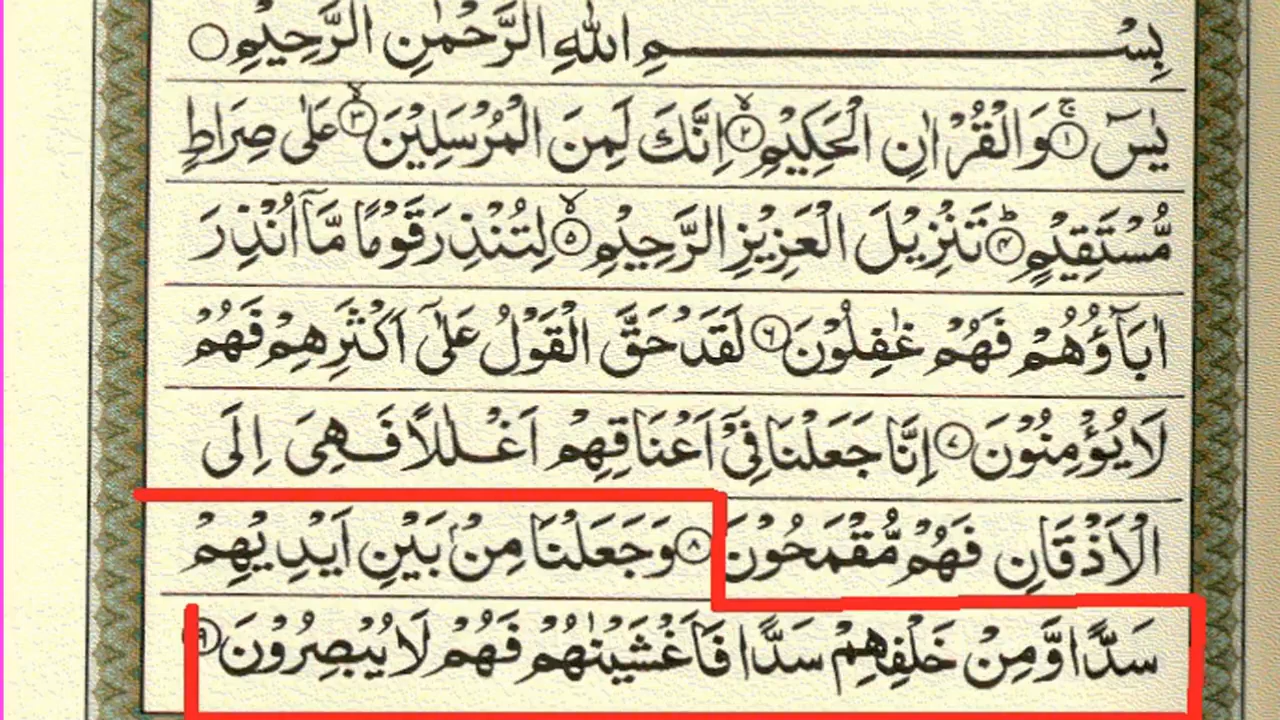 بِسْمِ اللّٰهِ الرَّحْمٰنِ الرَّحِيْمِ ○
يٰسٓ ۚ﴿۱﴾ وَالْقُرْاٰنِ الْحَكِيْمِ ۙ﴿۲﴾ اِنَّكَ لَمِنَ الْمُرْسَلِيْنَ ۙ﴿۳﴾ عَلٰى صِرَاطٍ
مُّسْتَقِيْمٍ ؕ﴿۴﴾ تَنْزِيْلَ الْعَزِيْزِ الرَّحِيْمِ ۙ﴿۵﴾ لِتُنْذِرَ قَوْمًا مَّاۤ اُنْذِرَ
اٰبَآؤُهُمْ فَهُمْ غٰفِلُوْنَ ﴿۶﴾ لَقَدْ حَقَّ الْقَوْلُ عَلٰۤى اَكْثَرِهِمْ فَهُمْ
لَا يُؤْمِنُوْنَ ﴿۷﴾ اِنَّا جَعَلْنَا فِيْۤ اَعْنَاقِهِمْ اَغْلٰلًا فَهِيَ اِلَى
الْاَذْقَانِ فَهُمْ مُّقْمَحُوْنَ ﴿۸﴾ وَجَعَلْنَا مِنْۢ بَيْنِ اَيْدِيْهِمْ
سَدًّا وَّمِنْ خَلْفِهِمْ سَدًّا فَاَغْشَيْنٰهُمْ فَهُمْ لَا يُبْصِرُوْنَ ﴿۹﴾